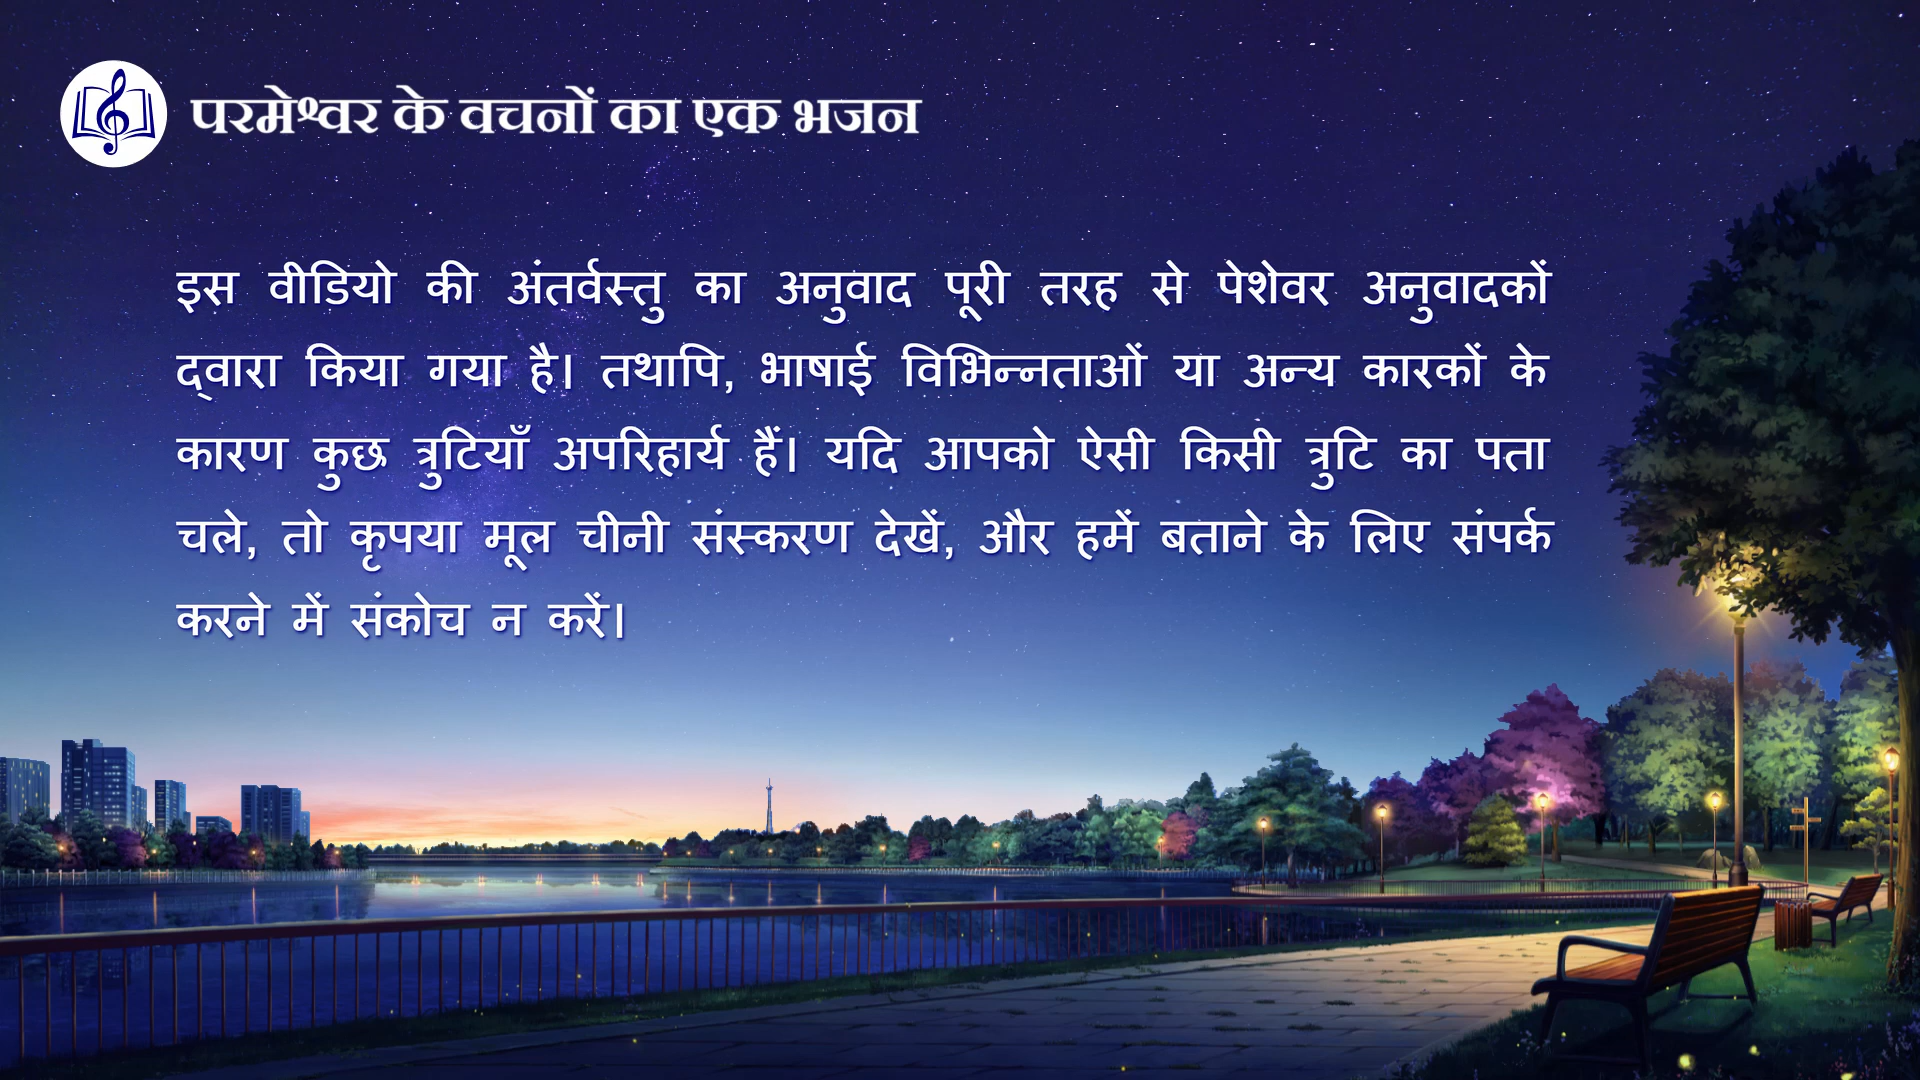 परमेश्वर के वचनों का एक भजन
इस वीडियो की अंतर्वस्तु का अनुवाद पूरी तरह से पेशेवर अनुवादकों
द्‌वारा किया गया है। तथापि, भाषाई विभिन्नताओं या अन्य कारकों के
कारण कुछ त्रुटियाँ अपरिहार्य हैं। यदि आपको ऐसी किसी त्रुटि का पता
चले, तो कृपया मूल चीनी संस्करण देखें, और हमें बताने के लिए संपर्क
करने में संकोच न करें।